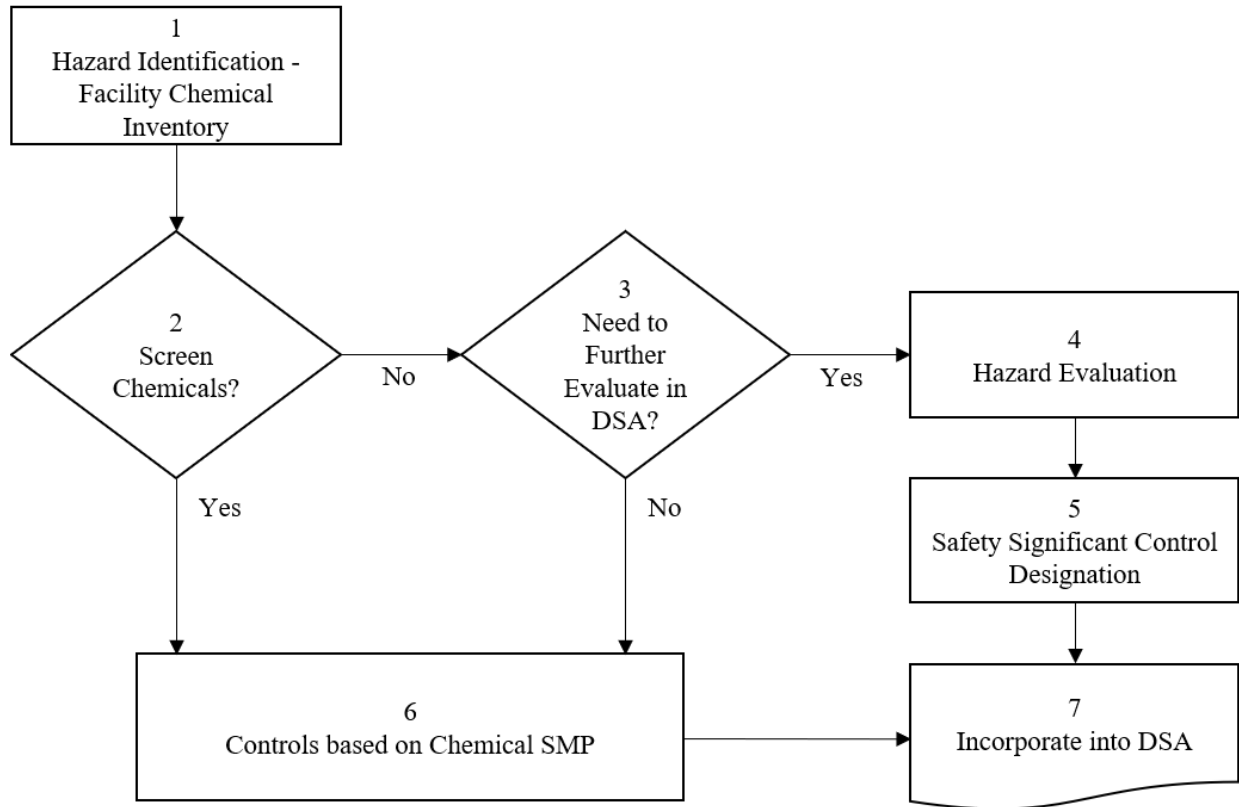 1
Hazard Identification -
Facility Chemical
Inventory
2
Screen
Chemicals?
No
3
Need to
Further
Evaluate in
DSA?
Yes
4
Hazard Evaluation
Yes
No
5
Safety Significant Control
Designation
6
Controls based on Chemical SMP
7
Incorporate into DSA